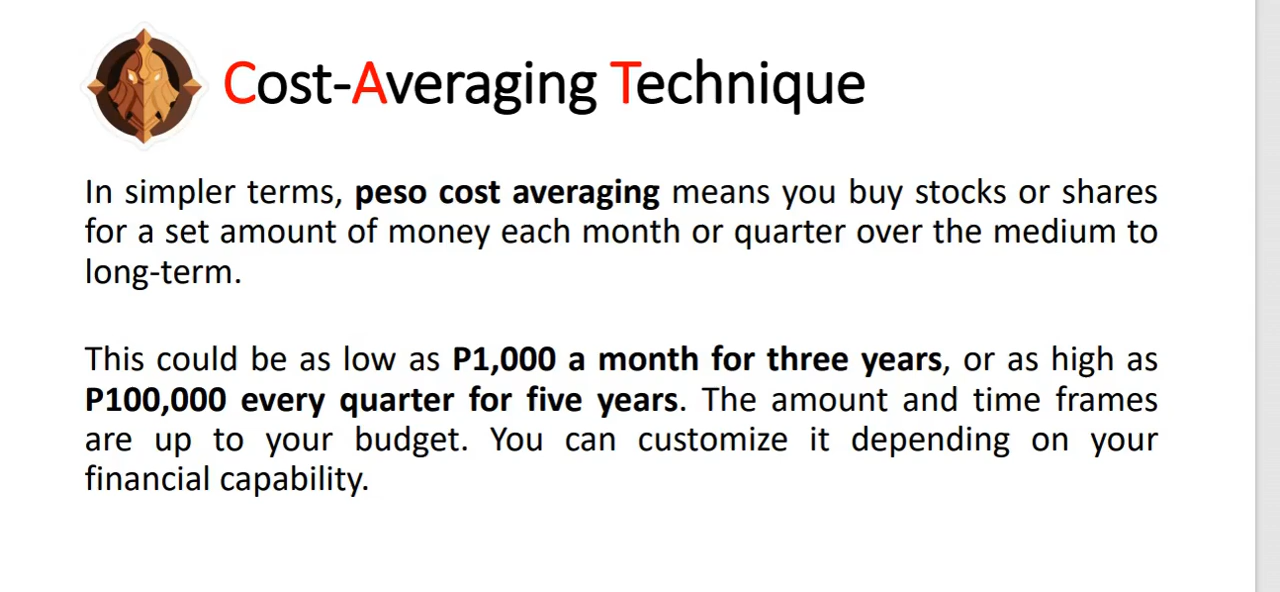 Cost-Averaging Technique
In simpler terms, peso cost averaging means you buy stocks or shares
for a set amount of money each month or quarter over the medium to
long-term.
This could be as low as P1,000 a month for three years, or as high as
P100,000 every quarter for five years. The amount and time frames
are up to your budget. You can customize it depending on your
financial capability.